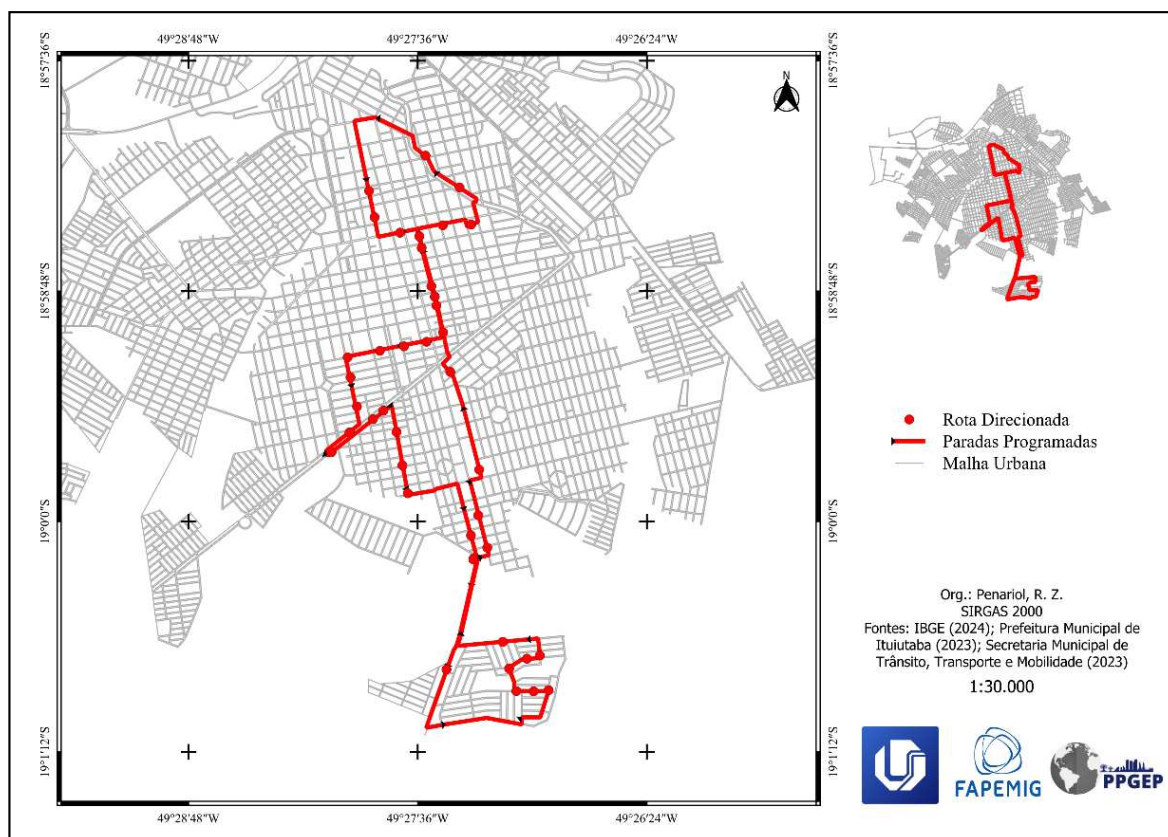 49°28'48"W 49°27'36"W 49°26'24"W
18°57'36"S 18°57'36"S
N
18°58'48"S 18°58'48"S
Rota Direcionada
Paradas Programadas
Malha Urbana
19°0'0"S 19°0'0"S
Org.: Penariol, R. Z.
SIRGAS 2000
Fontes: IBGE (2024); Prefeitura Municipal de
Ituiutaba (2023); Secretaria Municipal de
Trânsito, Transporte e Mobilidade (2023)
1:30.000
19°1'12"S 19°1'12"S
FAPEMIG
PPGEP
49°28'48"W 49°27'36"W 49°26'24"W